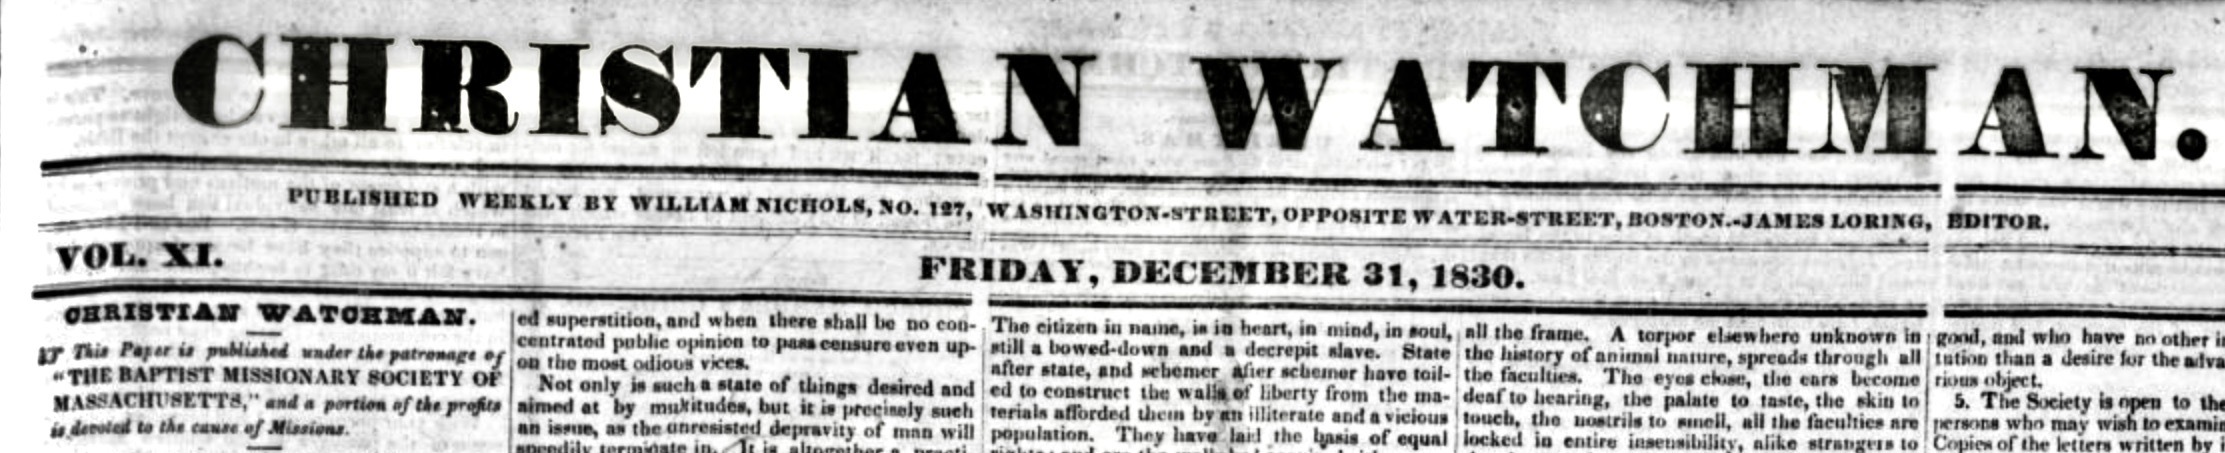 CHRISTIAN WATCHMAN.
PUBLISHED WEEKLY BY WILLIAM NICHOLS, NO. 127, WASHINGTON-STREET, OPPOSITE WATER-STREET, BOSTON.-JAMES LORING, EDITOR.
VOL. XI.
FRIDAY, DECEMBER 31, 1830.
CHRISTIAN WATCHMAN.
☞ This Paper is published under the patronage of
"THE BAPTIST MISSIONARY SOCIETY OF
MASSACHUSETTS," and a portion of the profits
is devoted to the cause of Missions.
ed superstition, and when there shall be no con-
centrated public opinion to pass censure even up-
on the most odious vices.
Not only is such a state of things desired and
aimed at by multitudes, but it is precisely such
an issue, as the unresisted depravity of man will
speedily terminate in. It is altogether a practi-
The citizen in name, is in heart, in mind, in soul,
still a bowed-down and a decrepit slave. State
after state, and schemer after schemer have toil-
ed to construct the walls of liberty from the ma-
terials afforded them by an illiterate and a vicious
population. They have laid the basis of equal
all the frame. A torpor elsewhere unknown in
the history of animal nature, spreads through all
the faculties. The eyes close, the ears become
deaf to hearing, the palate to taste, the skin to
touch, the nostrils to smell, all the faculties are
locked in entire insensibility, alike strangers to
good, and who have no other in
tution than a desire for the adva
rious object.
5. The Society is open to the
persons who may wish to examin
Copies of the letters written by i